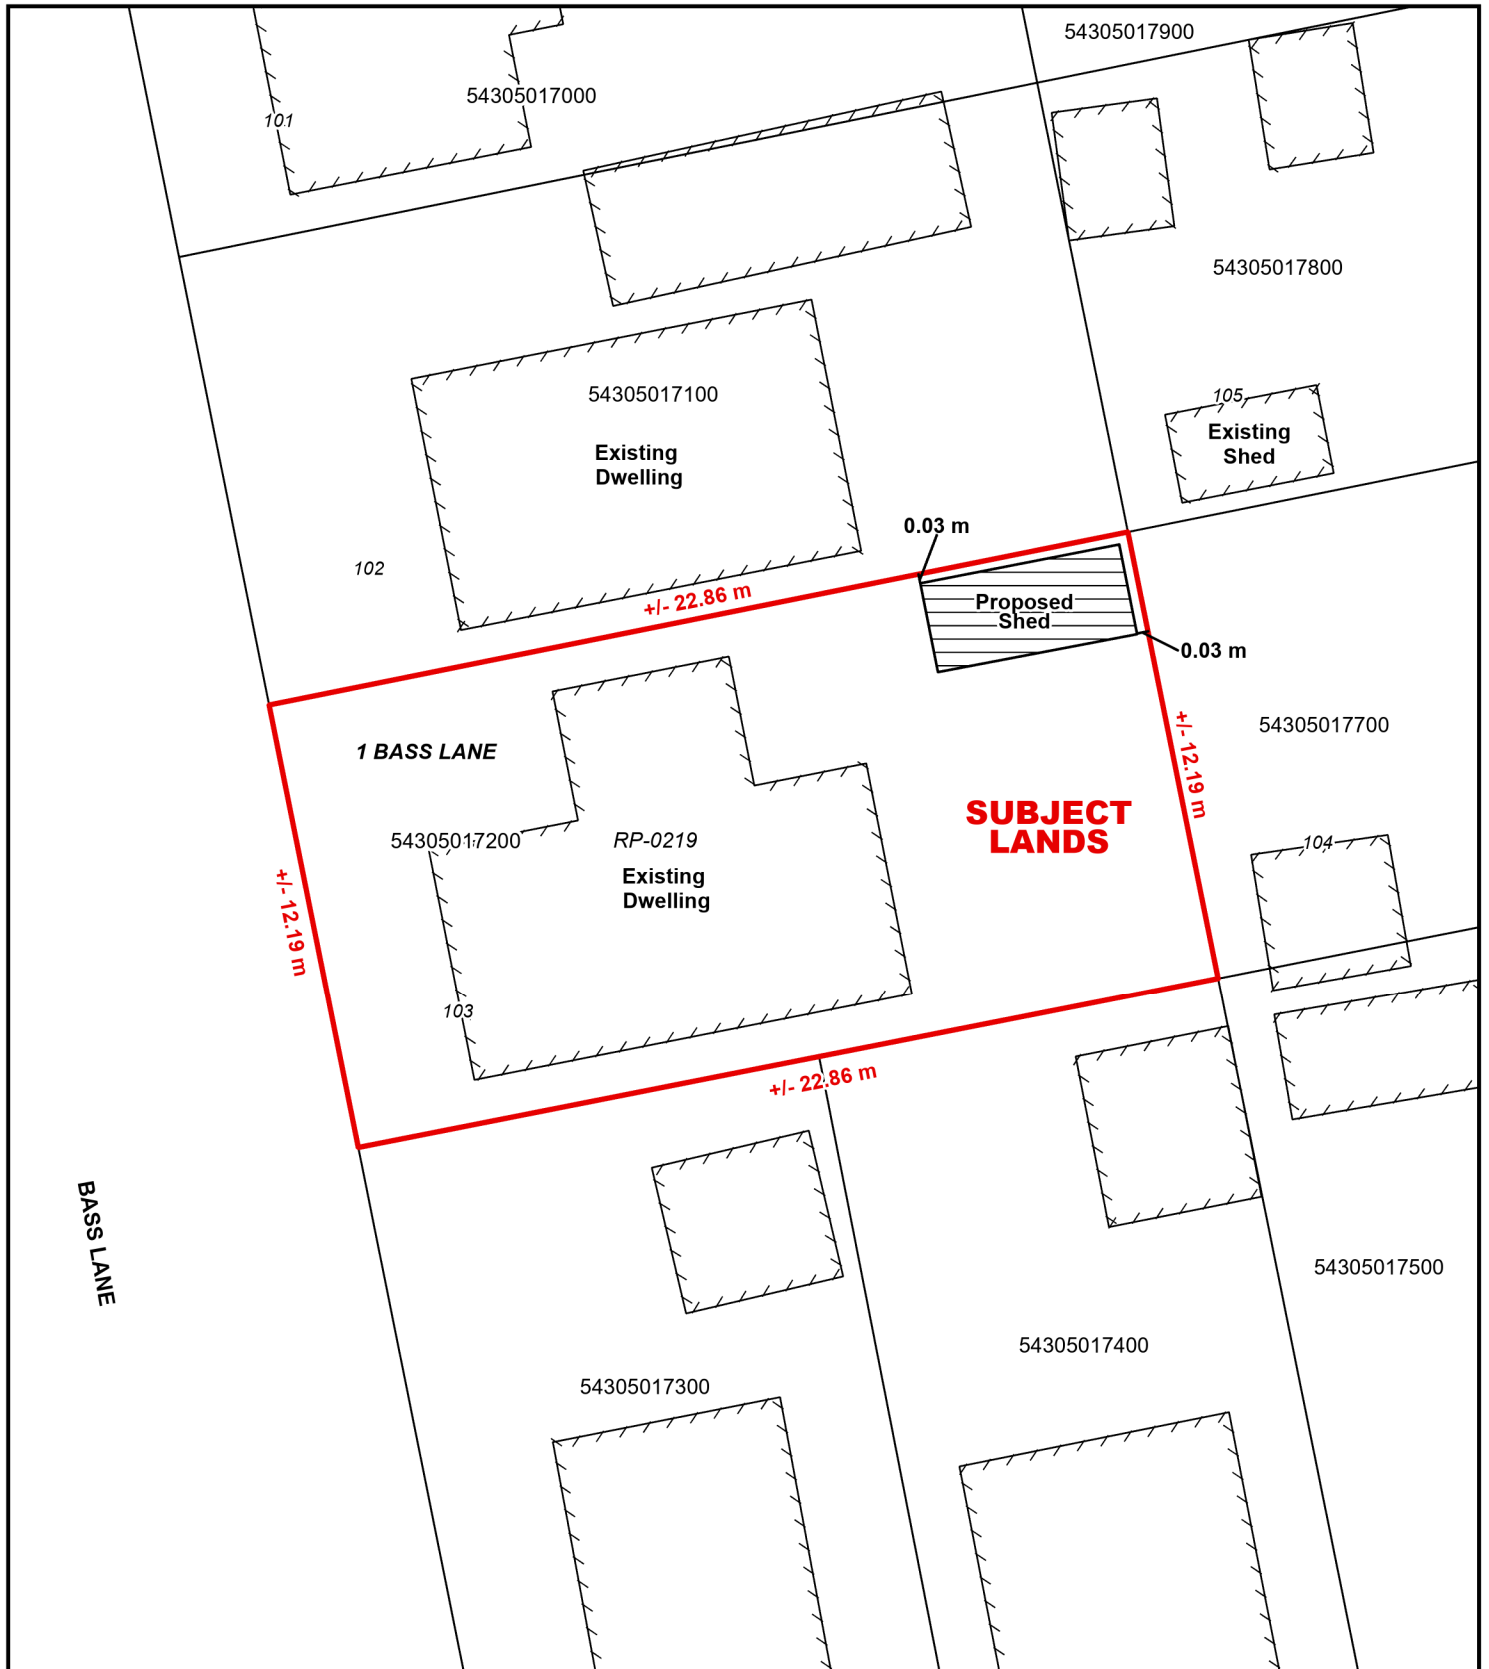 54305017900
54305017000
101
54305017800
54305017100
105
Existing
Shed
Existing
Dwelling
0.03 m
102
+/- 22.86 m
Proposed
Shed
0.03 m
54305017700
1 BASS LANE
+/- 12.19 m
SUBJECT
LANDS
54305017200
RP-0219
104
Existing
Dwelling
+/- 12.19 m
103
+/- 22.86 m
BASS LANE
54305017500
54305017400
54305017300